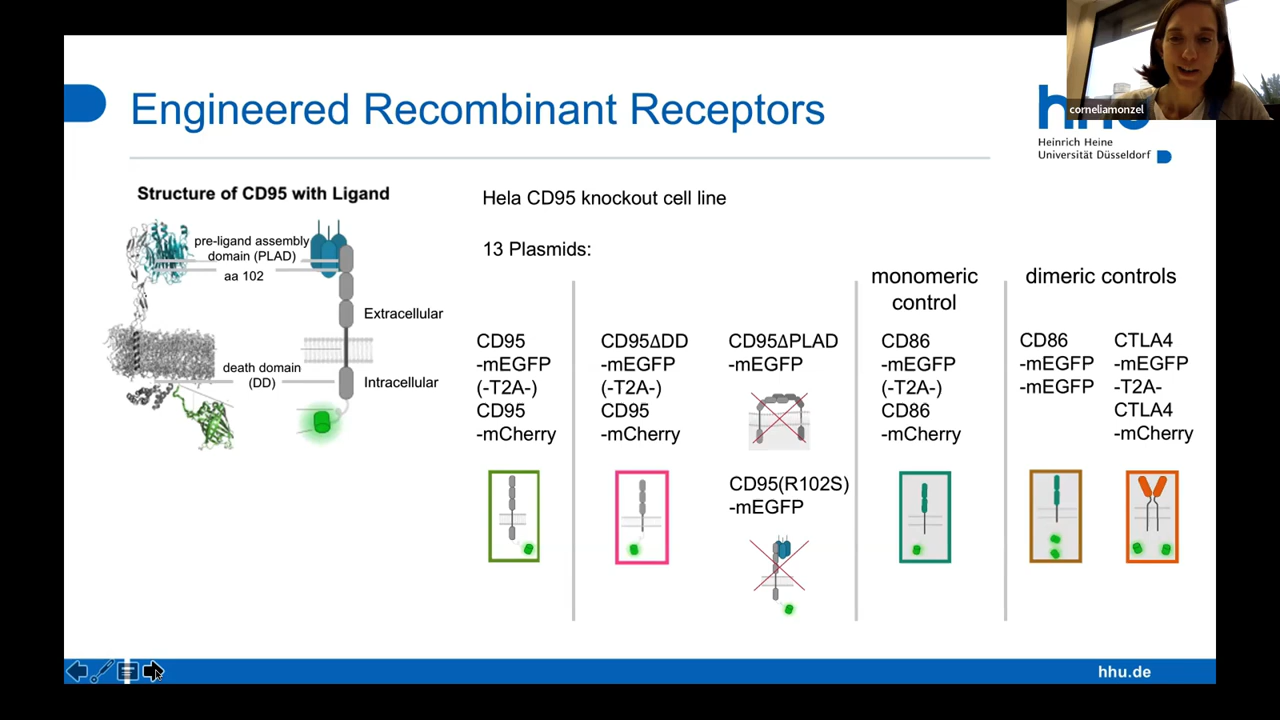 Engineered Recombinant Receptors
corneliamonzel
Heinrich Heine
Universität Düsseldorf
Structure of CD95 with Ligand
pre-ligand assembly
domain (PLAD)
aa 102
Extracellular
death domain
(DD)
Intracellular
Hela CD95 knockout cell line
13 Plasmids:
CD95
-mEGFP
(-T2A-)
CD95
-mCherry
CD95ΔDD
-mEGFP
(-T2A-)
CD95
-mCherry
CD95ΔPLAD
-mEGFP
CD95(R102S)
-mEGFP
monomeric
control
CD86
-mEGFP
(-T2A-)
CD86
-mCherry
dimeric controls
CD86
-mEGFP
-mEGFP
CTLA4
-mEGFP
-T2A-
CTLA4
-mCherry
hhu.de